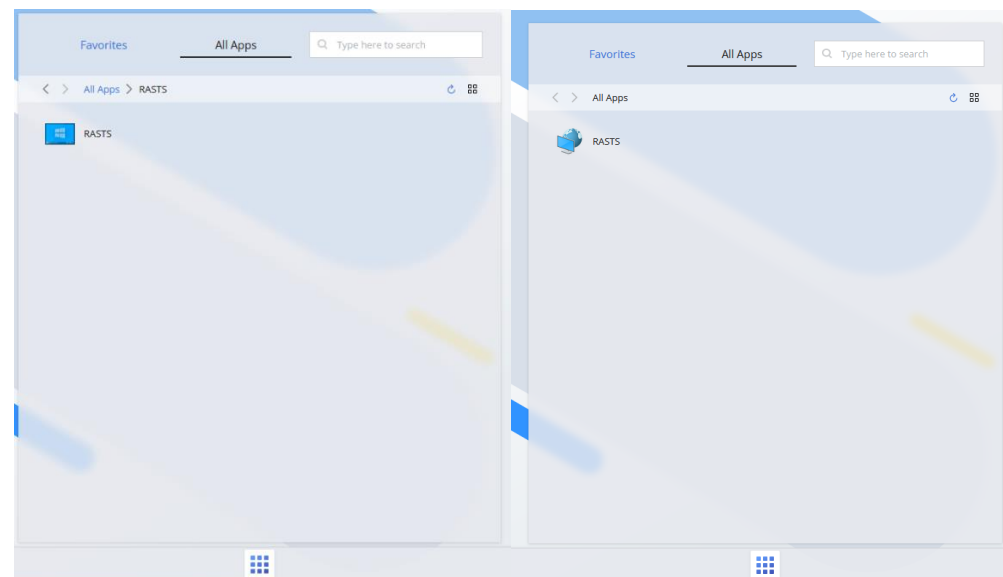 Favorites
All Apps
Type here to search
All Apps > RASTS
RASTS
Favorites
All Apps
Type here to search
All Apps
RASTS